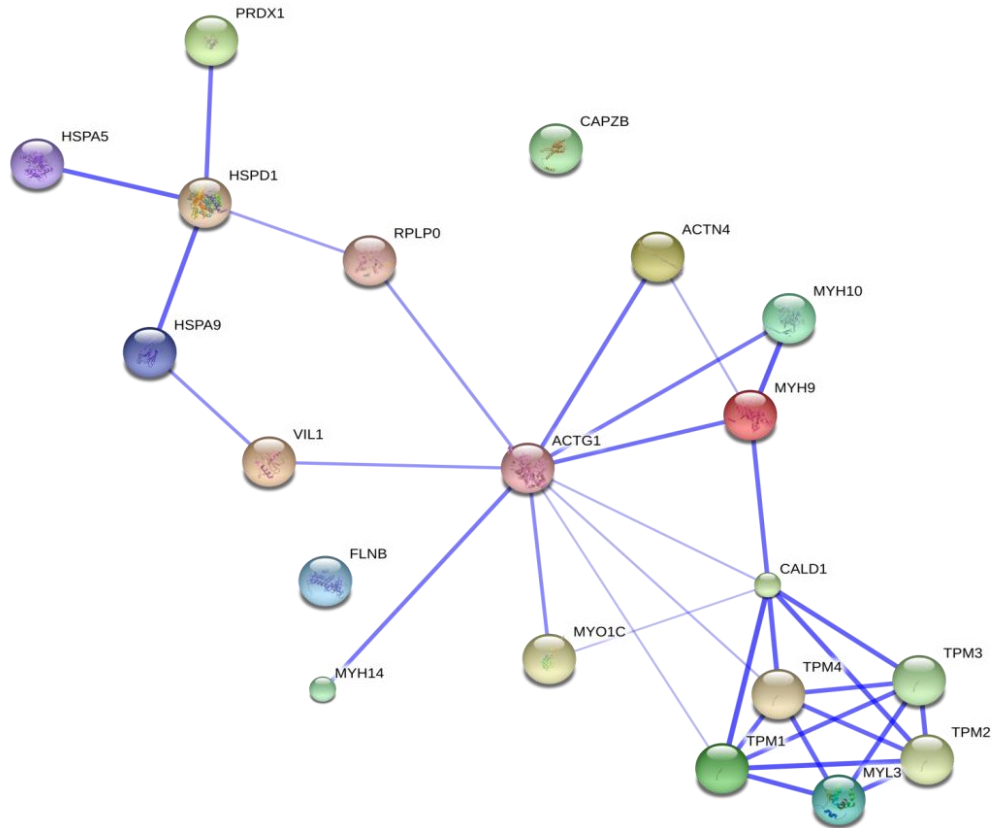 PRDX1
CAPZB
HSPA5
HSPD1
RPLP0
ACTN4
MYH10
HSPA9
MYH9
VIL1
ACTG1
FLNB
CALD1
MYO1C
TPM3
MYH14
TPM4
TPM2
TPM1
MYL3